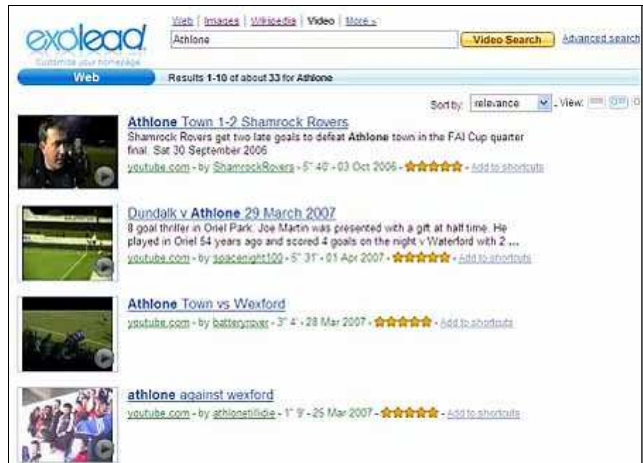 Web | Images | Wikipedia | Video | More »
exalead
Athlone
Video Search
Advanced search
Customize your homepage
Web
Results 1-10 of about 33 for Athlone
Sort by: relevance - View:
Athlone Town 1-2 Shamrock Rovers
Shamrock Rovers get two late goals to defeat Athlone town in the FAI Cup quarter
final. Sat 30 September 2006
youtube.com - by ShamrockRovers - 5" 40' - 03 Oct 2006 - Add to shortcuts
Dundalk v Athlone 29 March 2007
8 goal thriller in Oriel Park. Joe Martin was presented with a gift at half time. He
played in Oriel 54 years ago and scored 4 goals on the night v Waterford with 2 ...
youtube.com - by spacenight100 - 5" 31' - 01 Apr 2007 - Add to shortcuts
Athlone Town vs Wexford
youtube.com - by batteryrover - 3" 4' - 28 Mar 2007 - Add to shortcuts
athlone against wexford
youtube.com - by athlonetillidie - 1" 9' - 25 Mar 2007 - Add to shortcuts